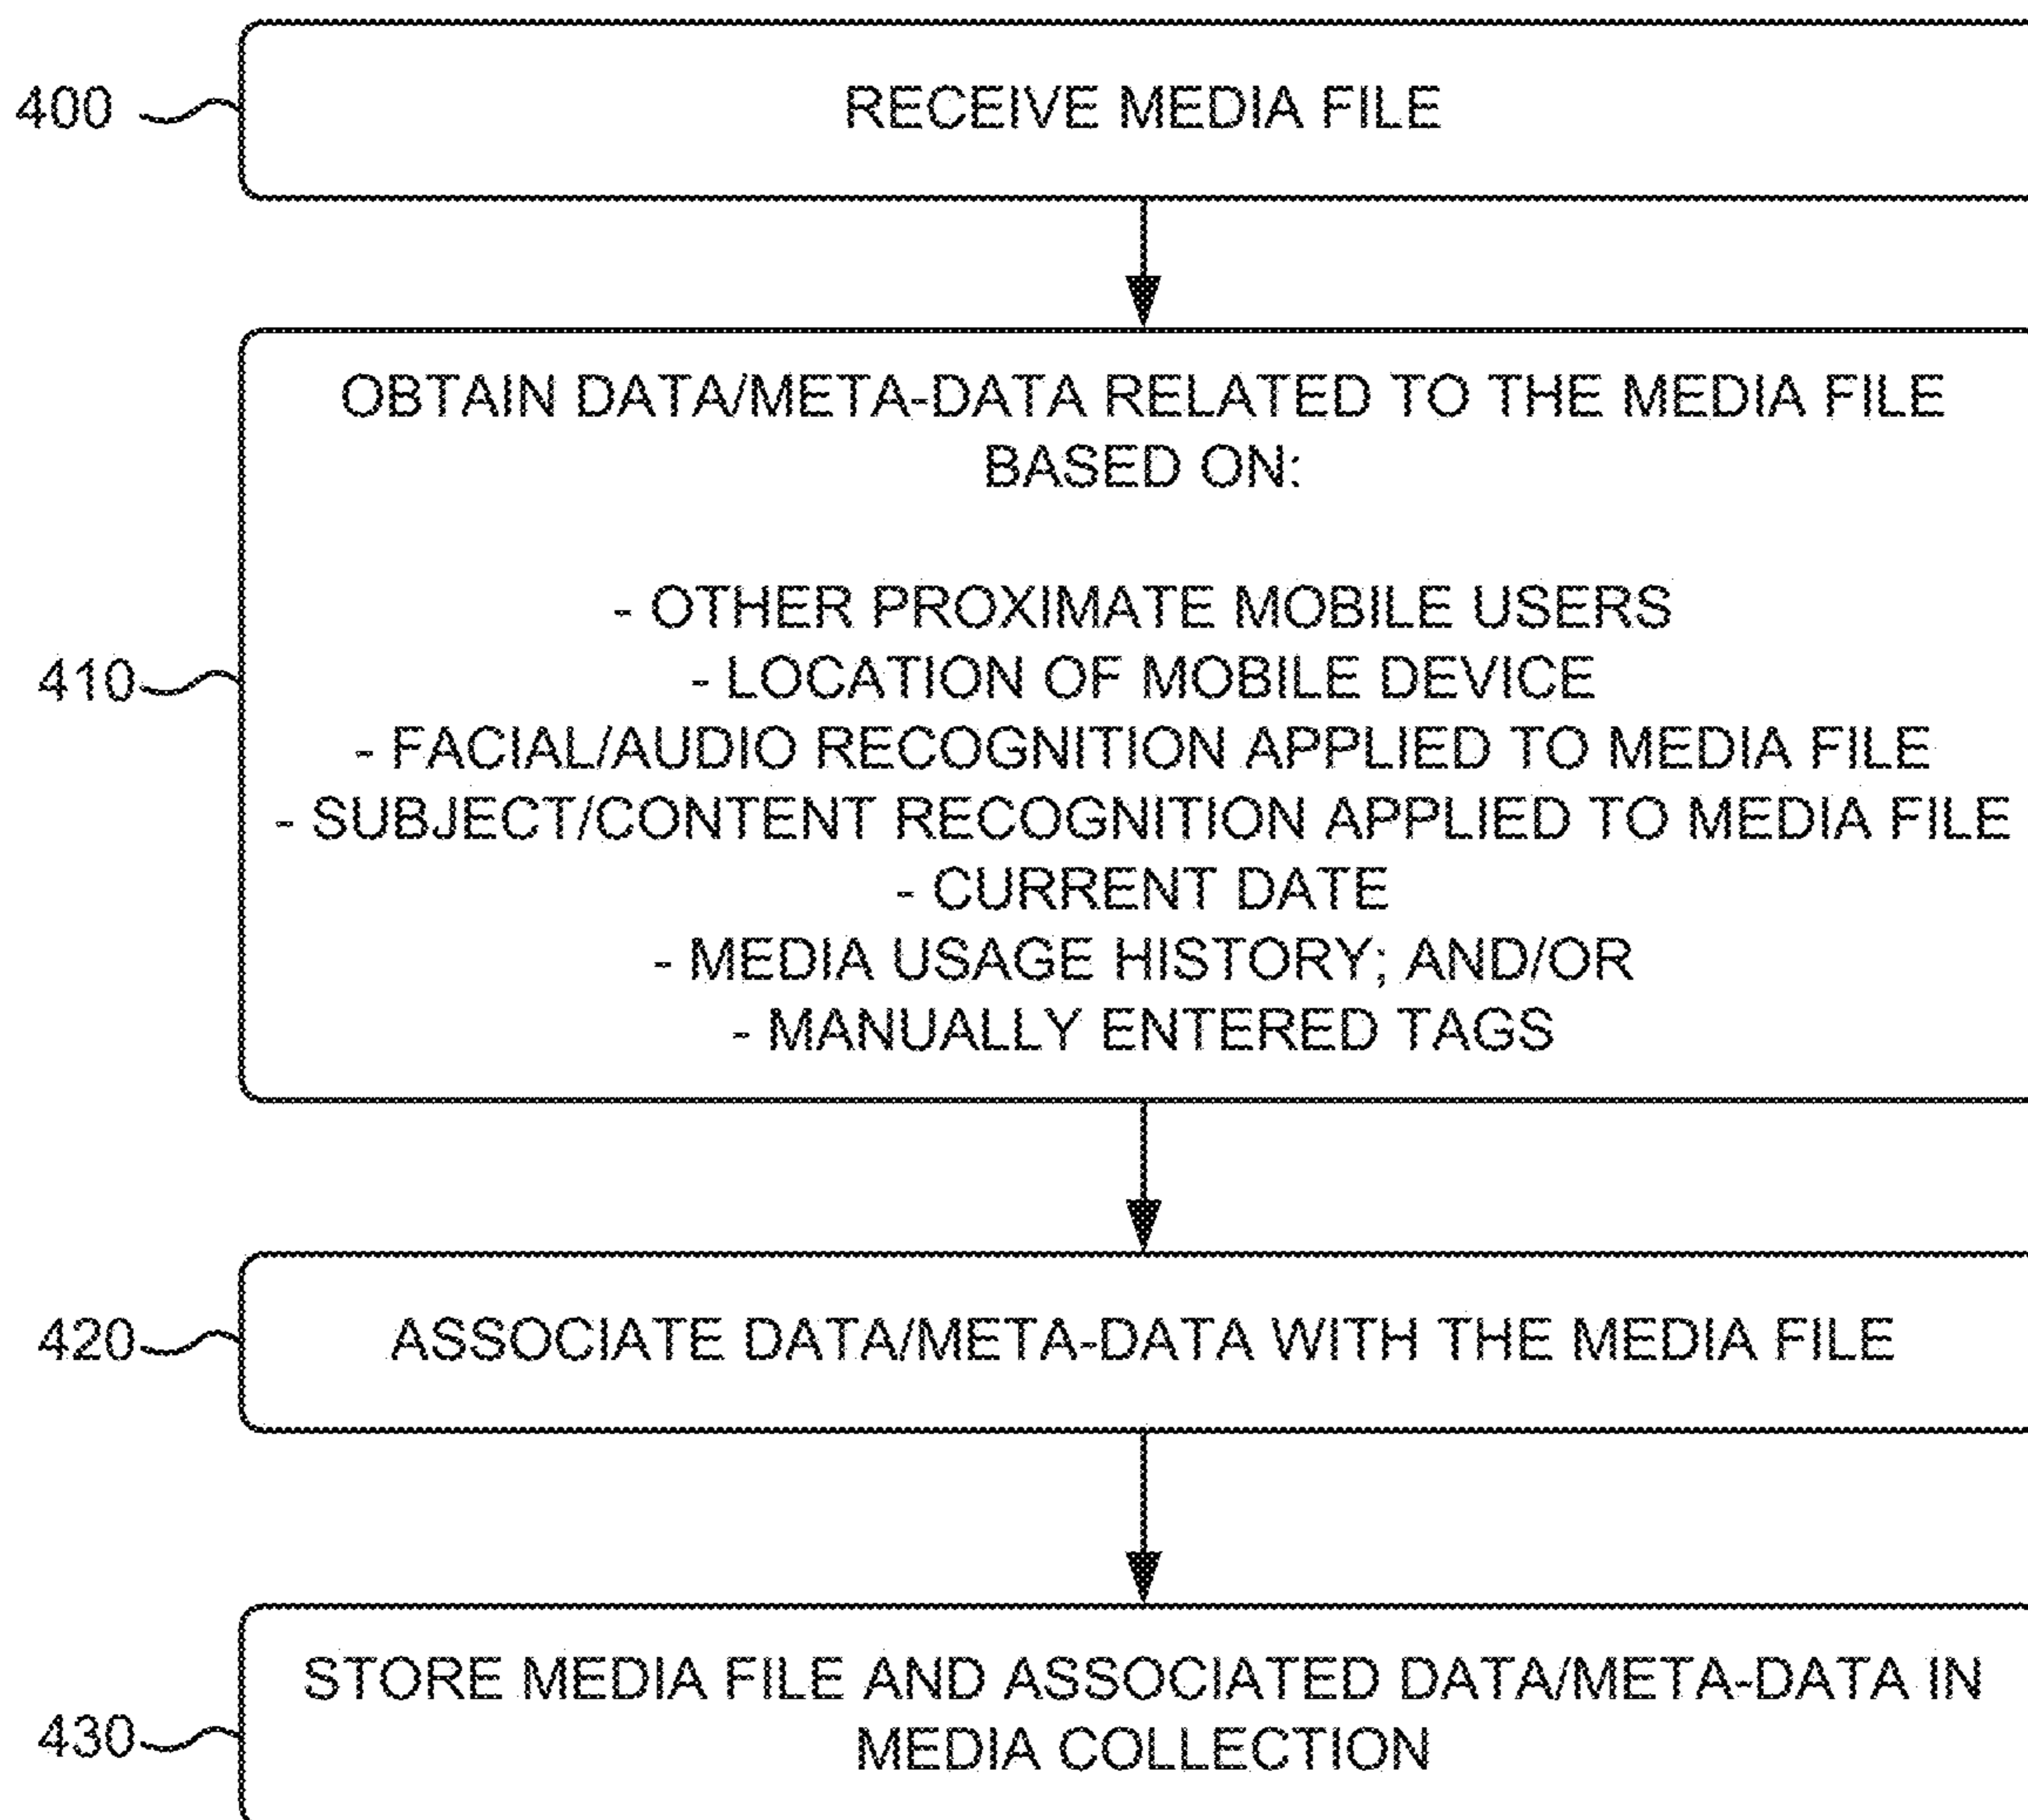 400
RECEIVE MEDIA FILE
OBTAIN DATA/META-DATA RELATED TO THE MEDIA FILE
BASED ON:
- OTHER PROXIMATE MOBILE USERS
410
- LOCATION OF MOBILE DEVICE
- FACIAL/AUDIO RECOGNITION APPLIED TO MEDIA FILE
- SUBJECT/CONTENT RECOGNITION APPLIED TO MEDIA FILE
- CURRENT DATE
- MEDIA USAGE HISTORY; AND/OR
- MANUALLY ENTERED TAGS
420
ASSOCIATE DATA/META-DATA WITH THE MEDIA FILE
430
STORE MEDIA FILE AND ASSOCIATED DATA/META-DATA IN
MEDIA COLLECTION